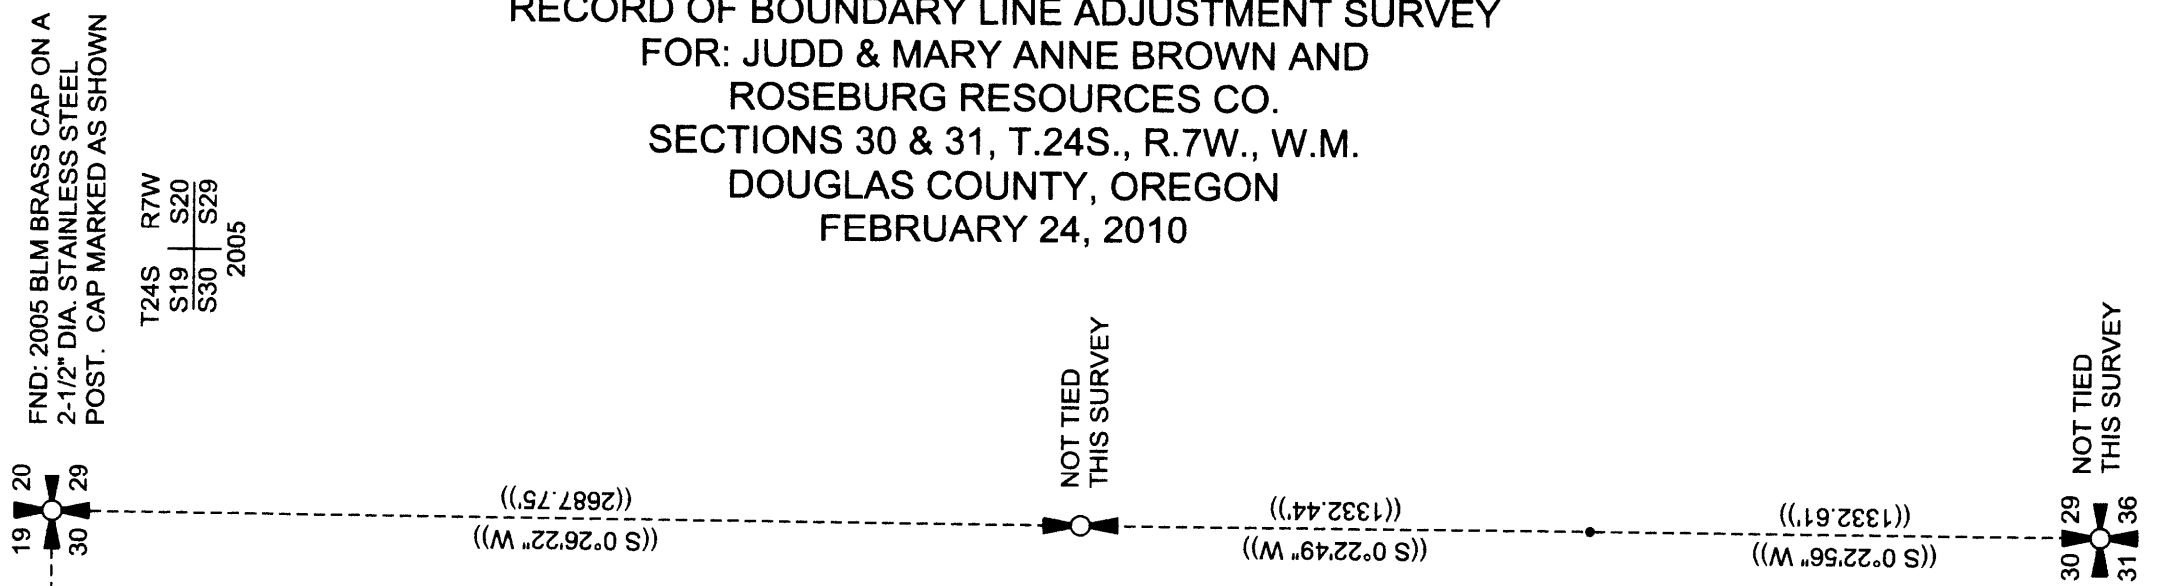 RECORD OF BOUNDARY LINE ADJUSTMENT SURVEY
FOR: JUDD & MARY ANNE BROWN AND
ROSEBURG RESOURCES CO.
SECTIONS 30 & 31, T.24S., R.7W., W.M.
DOUGLAS COUNTY, OREGON
FEBRUARY 24, 2010
FND: 2005 BLM BRASS CAP ON A
2-1/2" DIA. STAINLESS STEEL
POST. CAP MARKED AS SHOWN
T24S R7W
S19 S20
S30 S29
2005
19 20
30 29
((2687.75'))
((S 0°26'22" W))
NOT TIED
THIS SURVEY
((1332.44'))
((S 0°22'49" W))
((1332.61'))
((S 0°22'56" W))
NOT TIED
THIS SURVEY
30 29
31 36